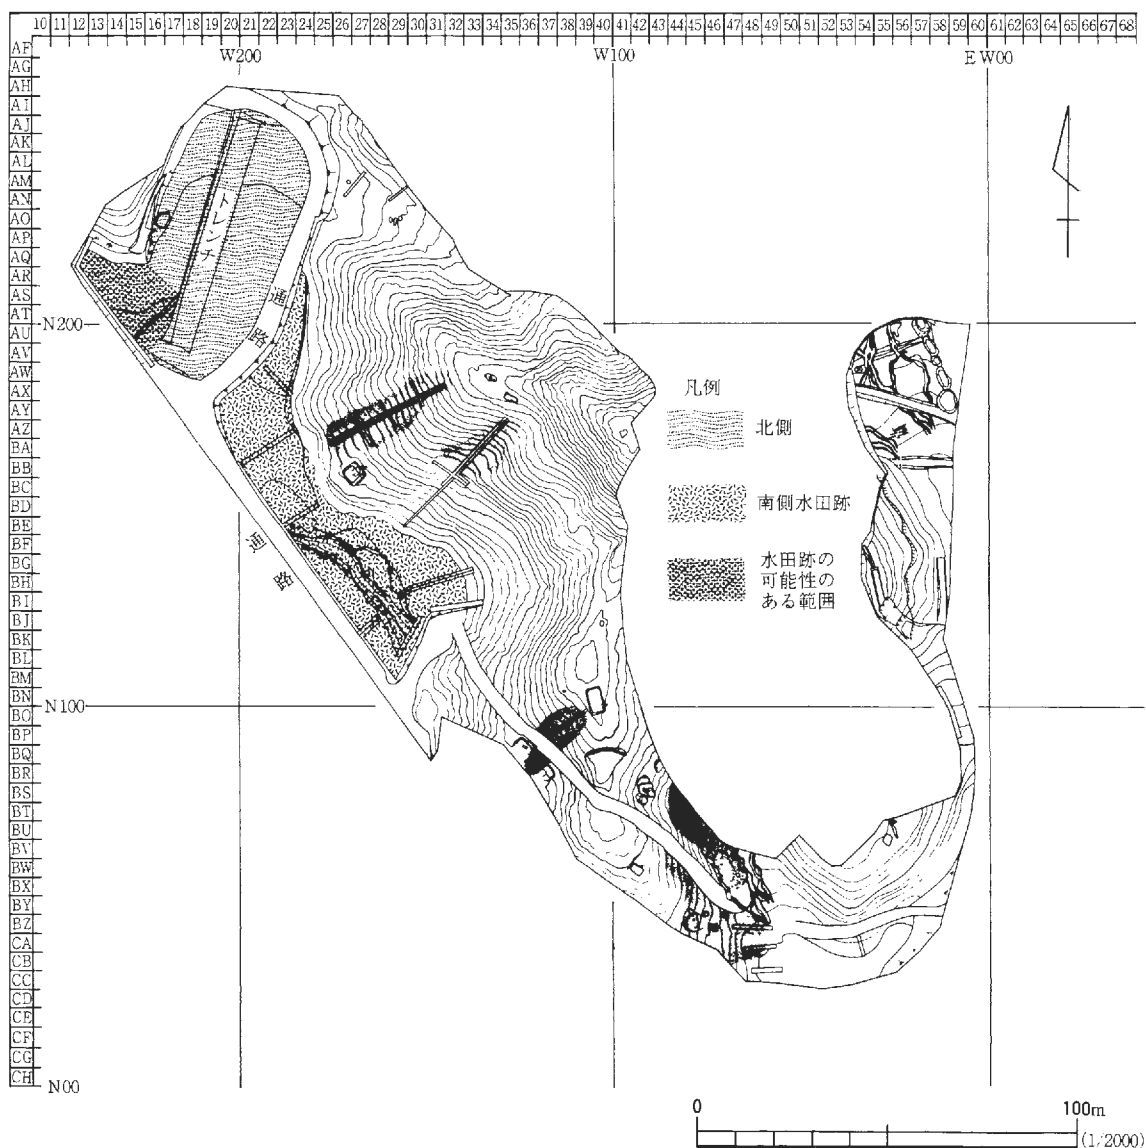 10 11 12 13 14 15 16 17 18 19 20 21 22 23 24 25 26 27 28 29 30 31 32 33 34 35 36 37 38 39 40 41 42 43 44 45 46 47 48 49 50 51 52 53 54 55 56 57 58 59 60 61 62 63 64 65 66 67 68
AF
AG
AH
AI
AJ
AK
AL
AM
AN
AO
AP
AQ
AR
AS
AT
AU
AV
AW
AX
AY
AZ
BA
BB
BC
BD
BE
BF
BG
BH
BI
BJ
BK
BL
BM
BN
BO
BP
BQ
BR
BS
BT
BU
BV
BW
BX
BY
BZ
CA
CB
CC
CD
CE
CF
CG
CH
W200
W100
EW00
N200
N100
N00
トレンチ
通路
通路
凡例
北側
南側水田跡
水田跡の
可能性の
ある範囲
0
100m
(1/2000)